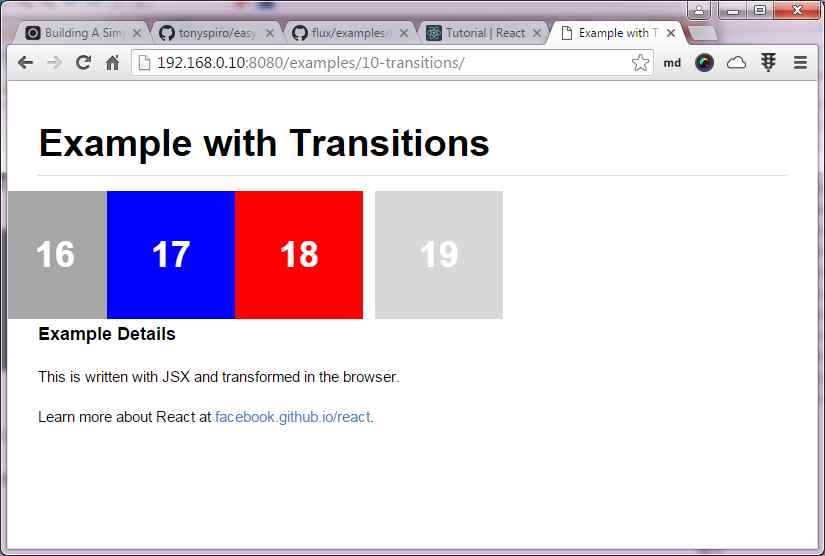 Building A Sim
tonyspiro/easy
flux/examples/
Tutorial | React
Example with T
192.168.0.10:8080/examples/10-transitions/
md
Example with Transitions
16 17 18 19
Example Details
This is written with JSX and transformed in the browser.
Learn more about React at facebook.github.io/react.